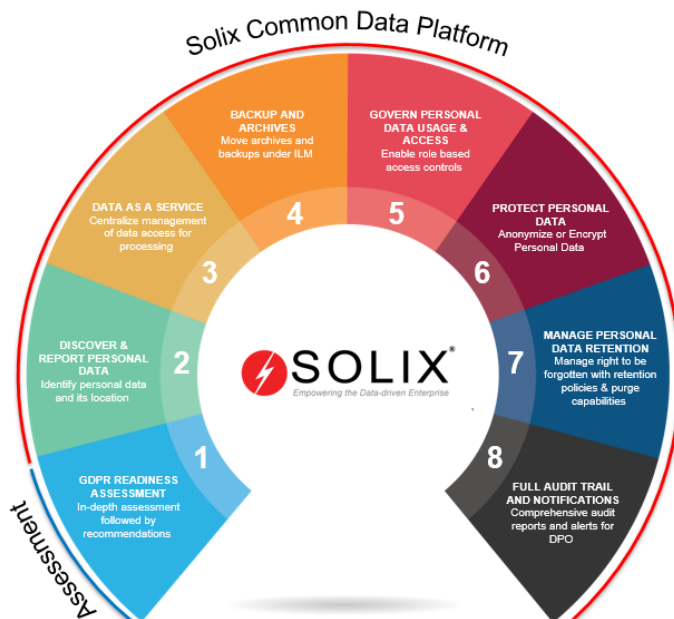 Solix Common Data Platform
Assessment
1
GDPR READINESS
ASSESSMENT
In-depth assessment
followed by
recommendations
2
DISCOVER &
REPORT PERSONAL
DATA
Identify personal data
and its location
3
DATA AS A SERVICE
Centralize management
of data access for
processing
4
BACKUP AND
ARCHIVES
Move archives and
backups under ILM
5
GOVERN PERSONAL
DATA USAGE &
ACCESS
Enable role based
access controls
6
PROTECT PERSONAL
DATA
Anonymize or Encrypt
Personal Data
7
MANAGE PERSONAL
DATA RETENTION
Manage right to be
forgotten with retention
policies & purge
capabilities
8
FULL AUDIT TRAIL
AND NOTIFICATIONS
Comprehensive audit
reports and alerts for
DPO
SOLIX®
Empowering the Data-driven Enterprise